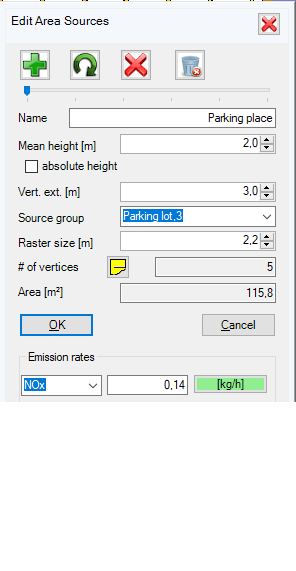 Edit Area Sources
Name Parking place
Mean height [m] 2,0
absolute height
Vert. ext. [m] 3,0
Source group Parking lot,3
Raster size [m] 2,2
# of vertices 5
Area [m²] 115,8
OK Cancel
Emission rates
NOx 0,14 [kg/h]